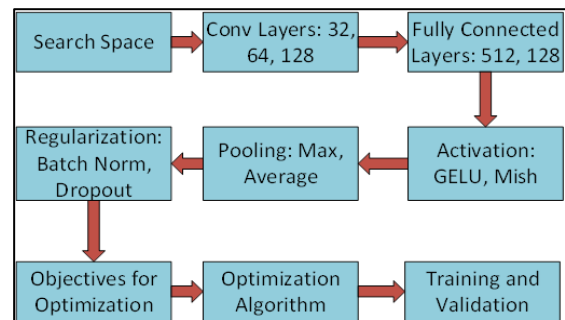 Search Space
Conv Layers: 32,
64, 128
Fully Connected
Layers: 512, 128
Activation:
GELU, Mish
Pooling: Max,
Average
Regularization:
Batch Norm,
Dropout
Objectives for
Optimization
Optimization
Algorithm
Training and
Validation